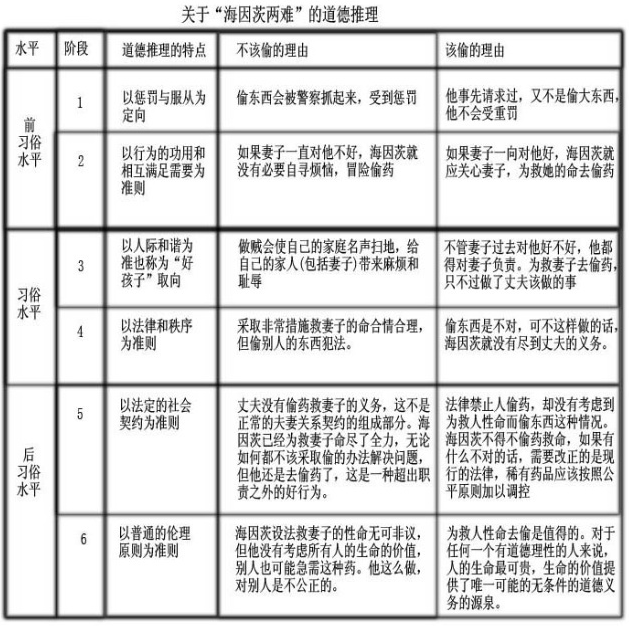 关于“海因茨两难”的道德推理
水平 阶段 道德推理的特点 不该偷的理由 该偷的理由
前
习俗
水平
1
以惩罚与服从为
定向
偷东西会被警察抓起来，受到惩罚
他事先请求过，又不是偷大东西，
他不会受重罚
2
以行为的功用和
相互满足需要为
准则
如果妻子一直对他不好，海因茨就
没有必要自寻烦恼，冒险偷药
如果妻子一向对他好，海因茨就
应关心妻子，为救她的命去偷药
习俗
水平
3
以人际和谐为
准也称为“好
孩子”取向
做贼会使自己的家庭名声扫地，给
自己的家人(包括妻子)带来麻烦和
耻辱
不管妻子过去对他好不好，他都
得对妻子负责。为救妻子去偷药，
只不过做了丈夫该做的事
4
以法律和秩序
为准则
采取非常措施救妻子的命合情合理，
但偷别人的东西犯法。
偷东西是不对，可不这样做的话，
海因茨就没有尽到丈夫的义务。
后
习俗
水平
5
以法定的社会
契约为准则
丈夫没有偷药救妻子的义务，这不是
正常的夫妻关系契约的组成部分。海
因茨已经为救妻子命尽了全力，无论
如何都不该采取偷的办法解决问题，
但他还是去偷药了，这是一种超出职
责之外的好行为。
法律禁止人偷药，却没有考虑到
为救人性命而偷东西这种情况。
海因茨不得不偷药救命，如果有
什么不对的话，需要改正的是现
行的法律，稀有药品应该按照公
平原则加以调控
6
以普通的伦理
原则为准则
海因茨设法救妻子的性命无可非议，
但他没有考虑所有人的生命的价值，
别人也可能急需这种药。他这么做，
对别人是不公正的。
为救人性命去偷是值得的。对于
任何一个有道德理性的人来说，
人的生命最可贵，生命的价值提
供了唯一可能的无条件的道德义
务的源泉。